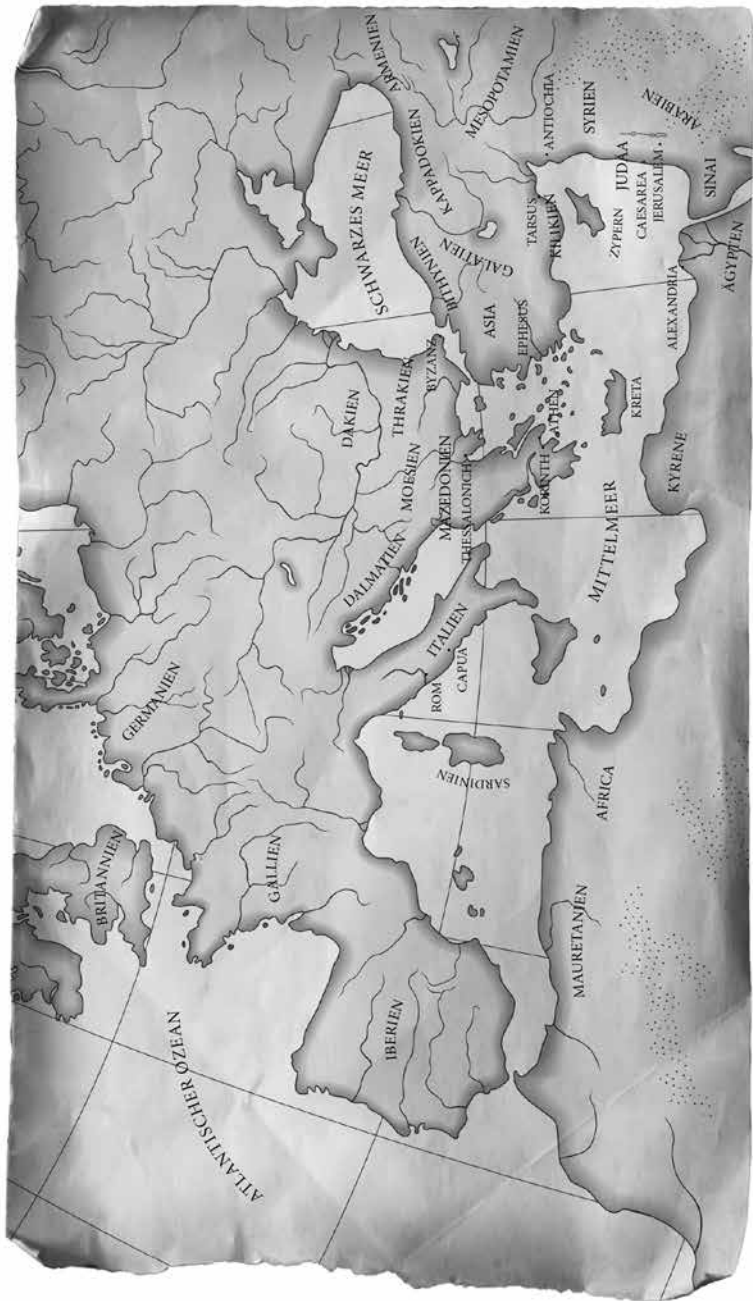 ATLANTISCHER OZEAN
BRITANNIEN
GERMANIEN
GALLIEN
IBERIEN
DAKIEN
DALMATIEN
MOESIEN
THRAKIER
MAZEDONIEN
THESSALONICH
BYZANZ
SCHWARZES MEER
ARMENIEN
KAPPADOKIEN
MESOPOTAMIEN
BITHYNIEN
GALATIEN
ASIA
EPHERUS
TARSUS
KILIKIEN
ANTIOCHIA
SYRIEN
ZYPERN
JUDÄA
CAESAREA
JERUSALEM
ARABIEN
SINAI
ÄGYPTEN
ALEXANDRIA
KRETA
ATHEN
KORINTH
KYRENE
MITTELMEER
ITALIEN
ROM
CAPUA
SARDINIEN
AFRICA
MAURETANIEN